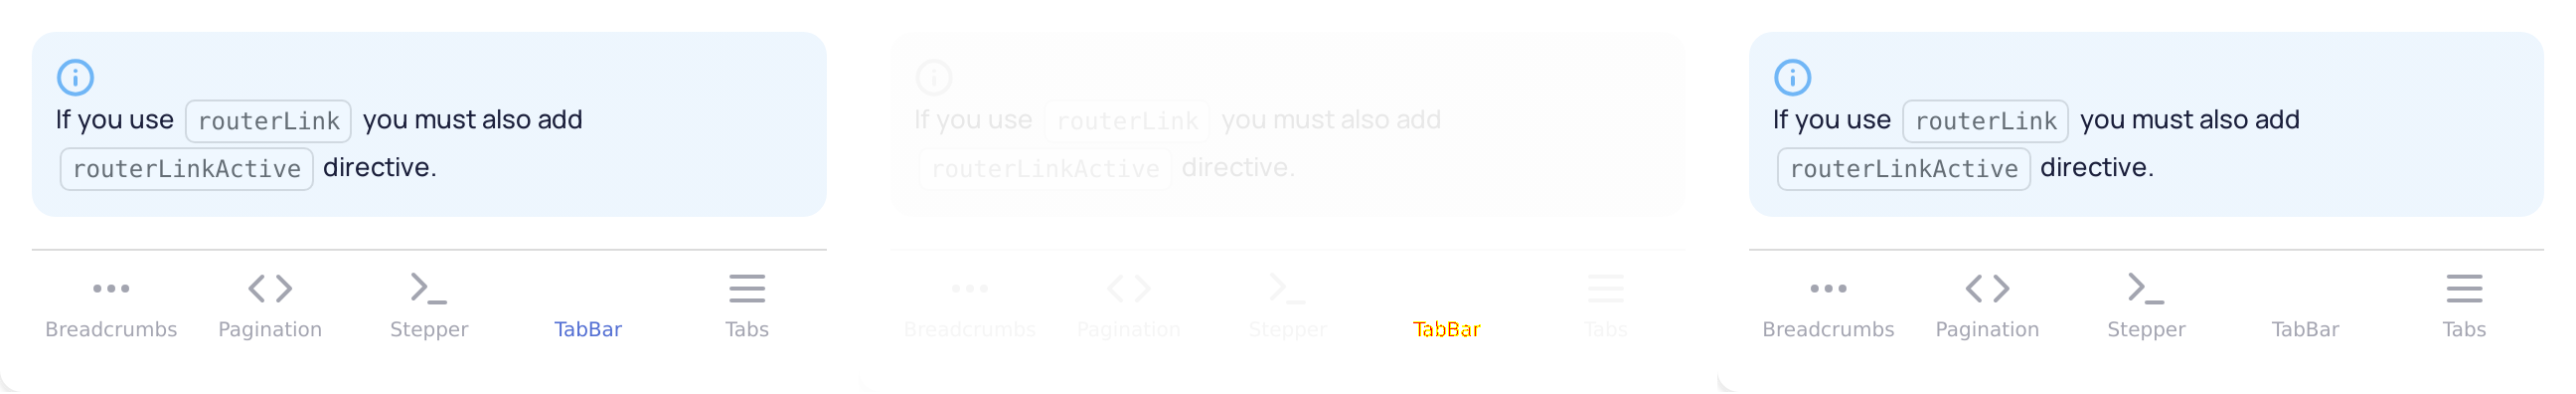 If you use routerLink you must also add
routerLinkActive directive.
Breadcrumbs Pagination Stepper TabBar Tabs
If you use routerLink you must also add
routerLinkActive directive.
Breadcrumbs Pagination Stepper TabBar Tabs
If you use routerLink you must also add
routerLinkActive directive.
Breadcrumbs Pagination Stepper TabBar Tabs